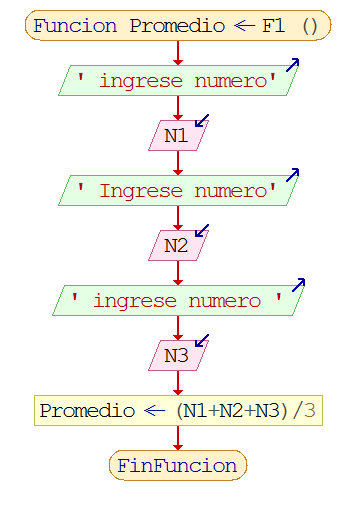 Funcion Promedio ← F1 ()
' ingrese numero'
N1
' Ingrese numero'
N2
' ingrese numero '
N3
Promedio ← (N1+N2+N3)/3
FinFuncion